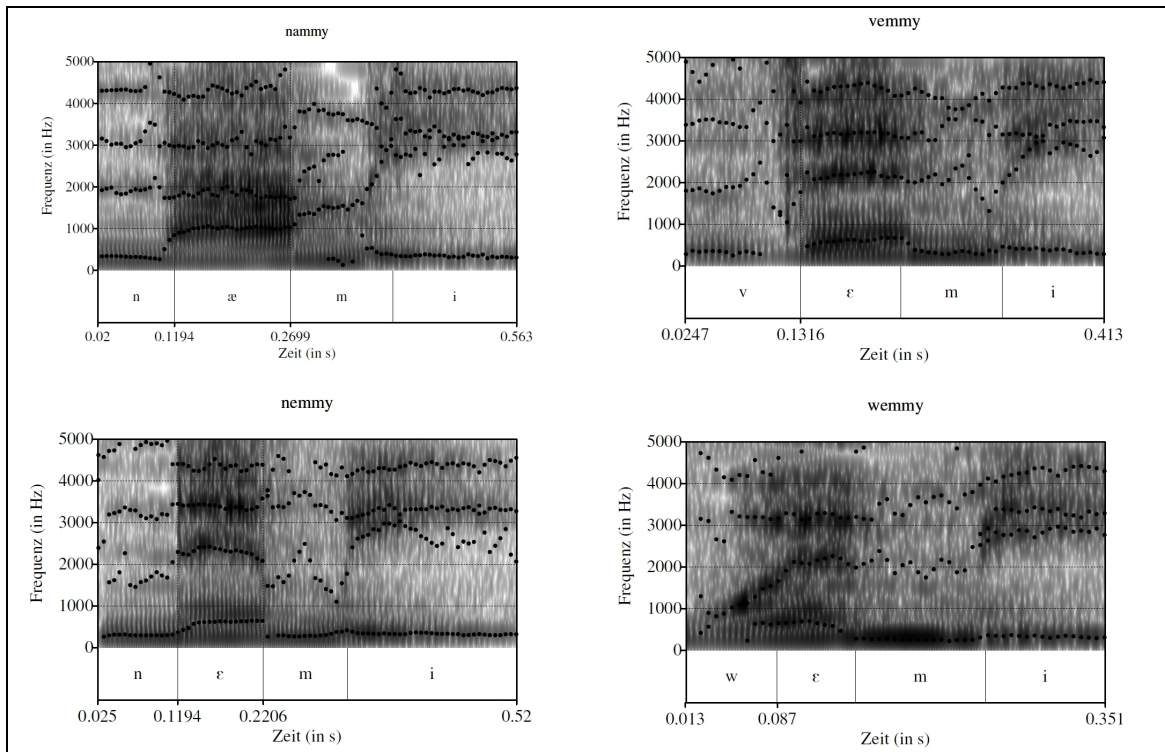 nammy
5000
4000
3000
2000
1000
0
Frequenz (in Hz)
n æ m i
0.02 0.1194 0.2699 0.563
Zeit (in s)
vemmy
5000
4000
3000
2000
1000
0
Frequenz (in Hz)
v ɛ m i
0.0247 0.1316 0.413
Zeit (in s)
nemmy
5000
4000
3000
2000
1000
0
Frequenz (in Hz)
n ɛ m i
0.025 0.1194 0.2206 0.52
Zeit (in s)
wemmy
5000
4000
3000
2000
1000
0
Frequenz (in Hz)
w ɛ m i
0.013 0.087 0.351
Zeit (in s)